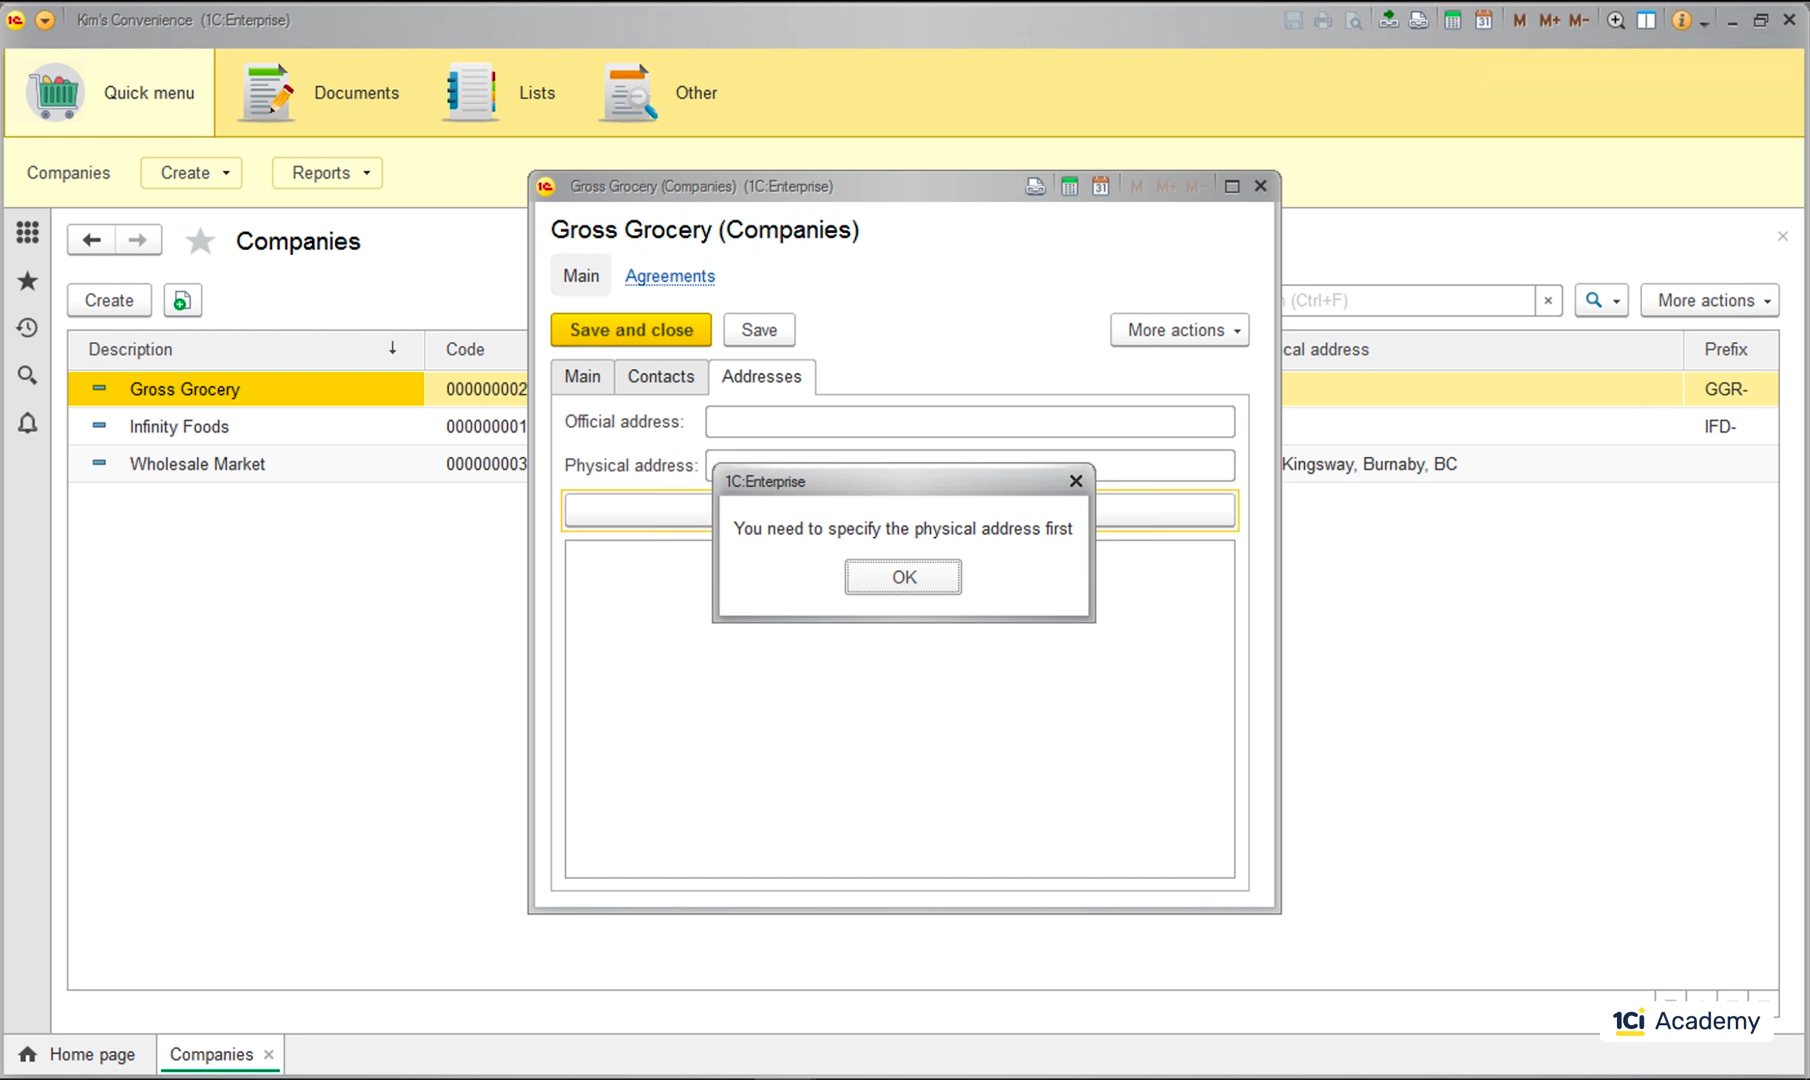 Kim's Convenience (1C:Enterprise)
31 M M+ M-
Quick menu
Documents
Lists
Other
Companies
Create
Reports
Companies
Create
(Ctrl+F)
More actions
Description Code
cal address Prefix
Gross Grocery 000000002 GGR-
Infinity Foods 000000001 IFD-
Wholesale Market 000000003 Kingsway, Burnaby, BC
Gross Grocery (Companies) (1C:Enterprise)
31 M M+ M-
Gross Grocery (Companies)
Main Agreements
Save and close Save More actions
Main Contacts Addresses
Official address:
Physical address:
1C:Enterprise
You need to specify the physical address first
OK
1Ci Academy
Home page Companies